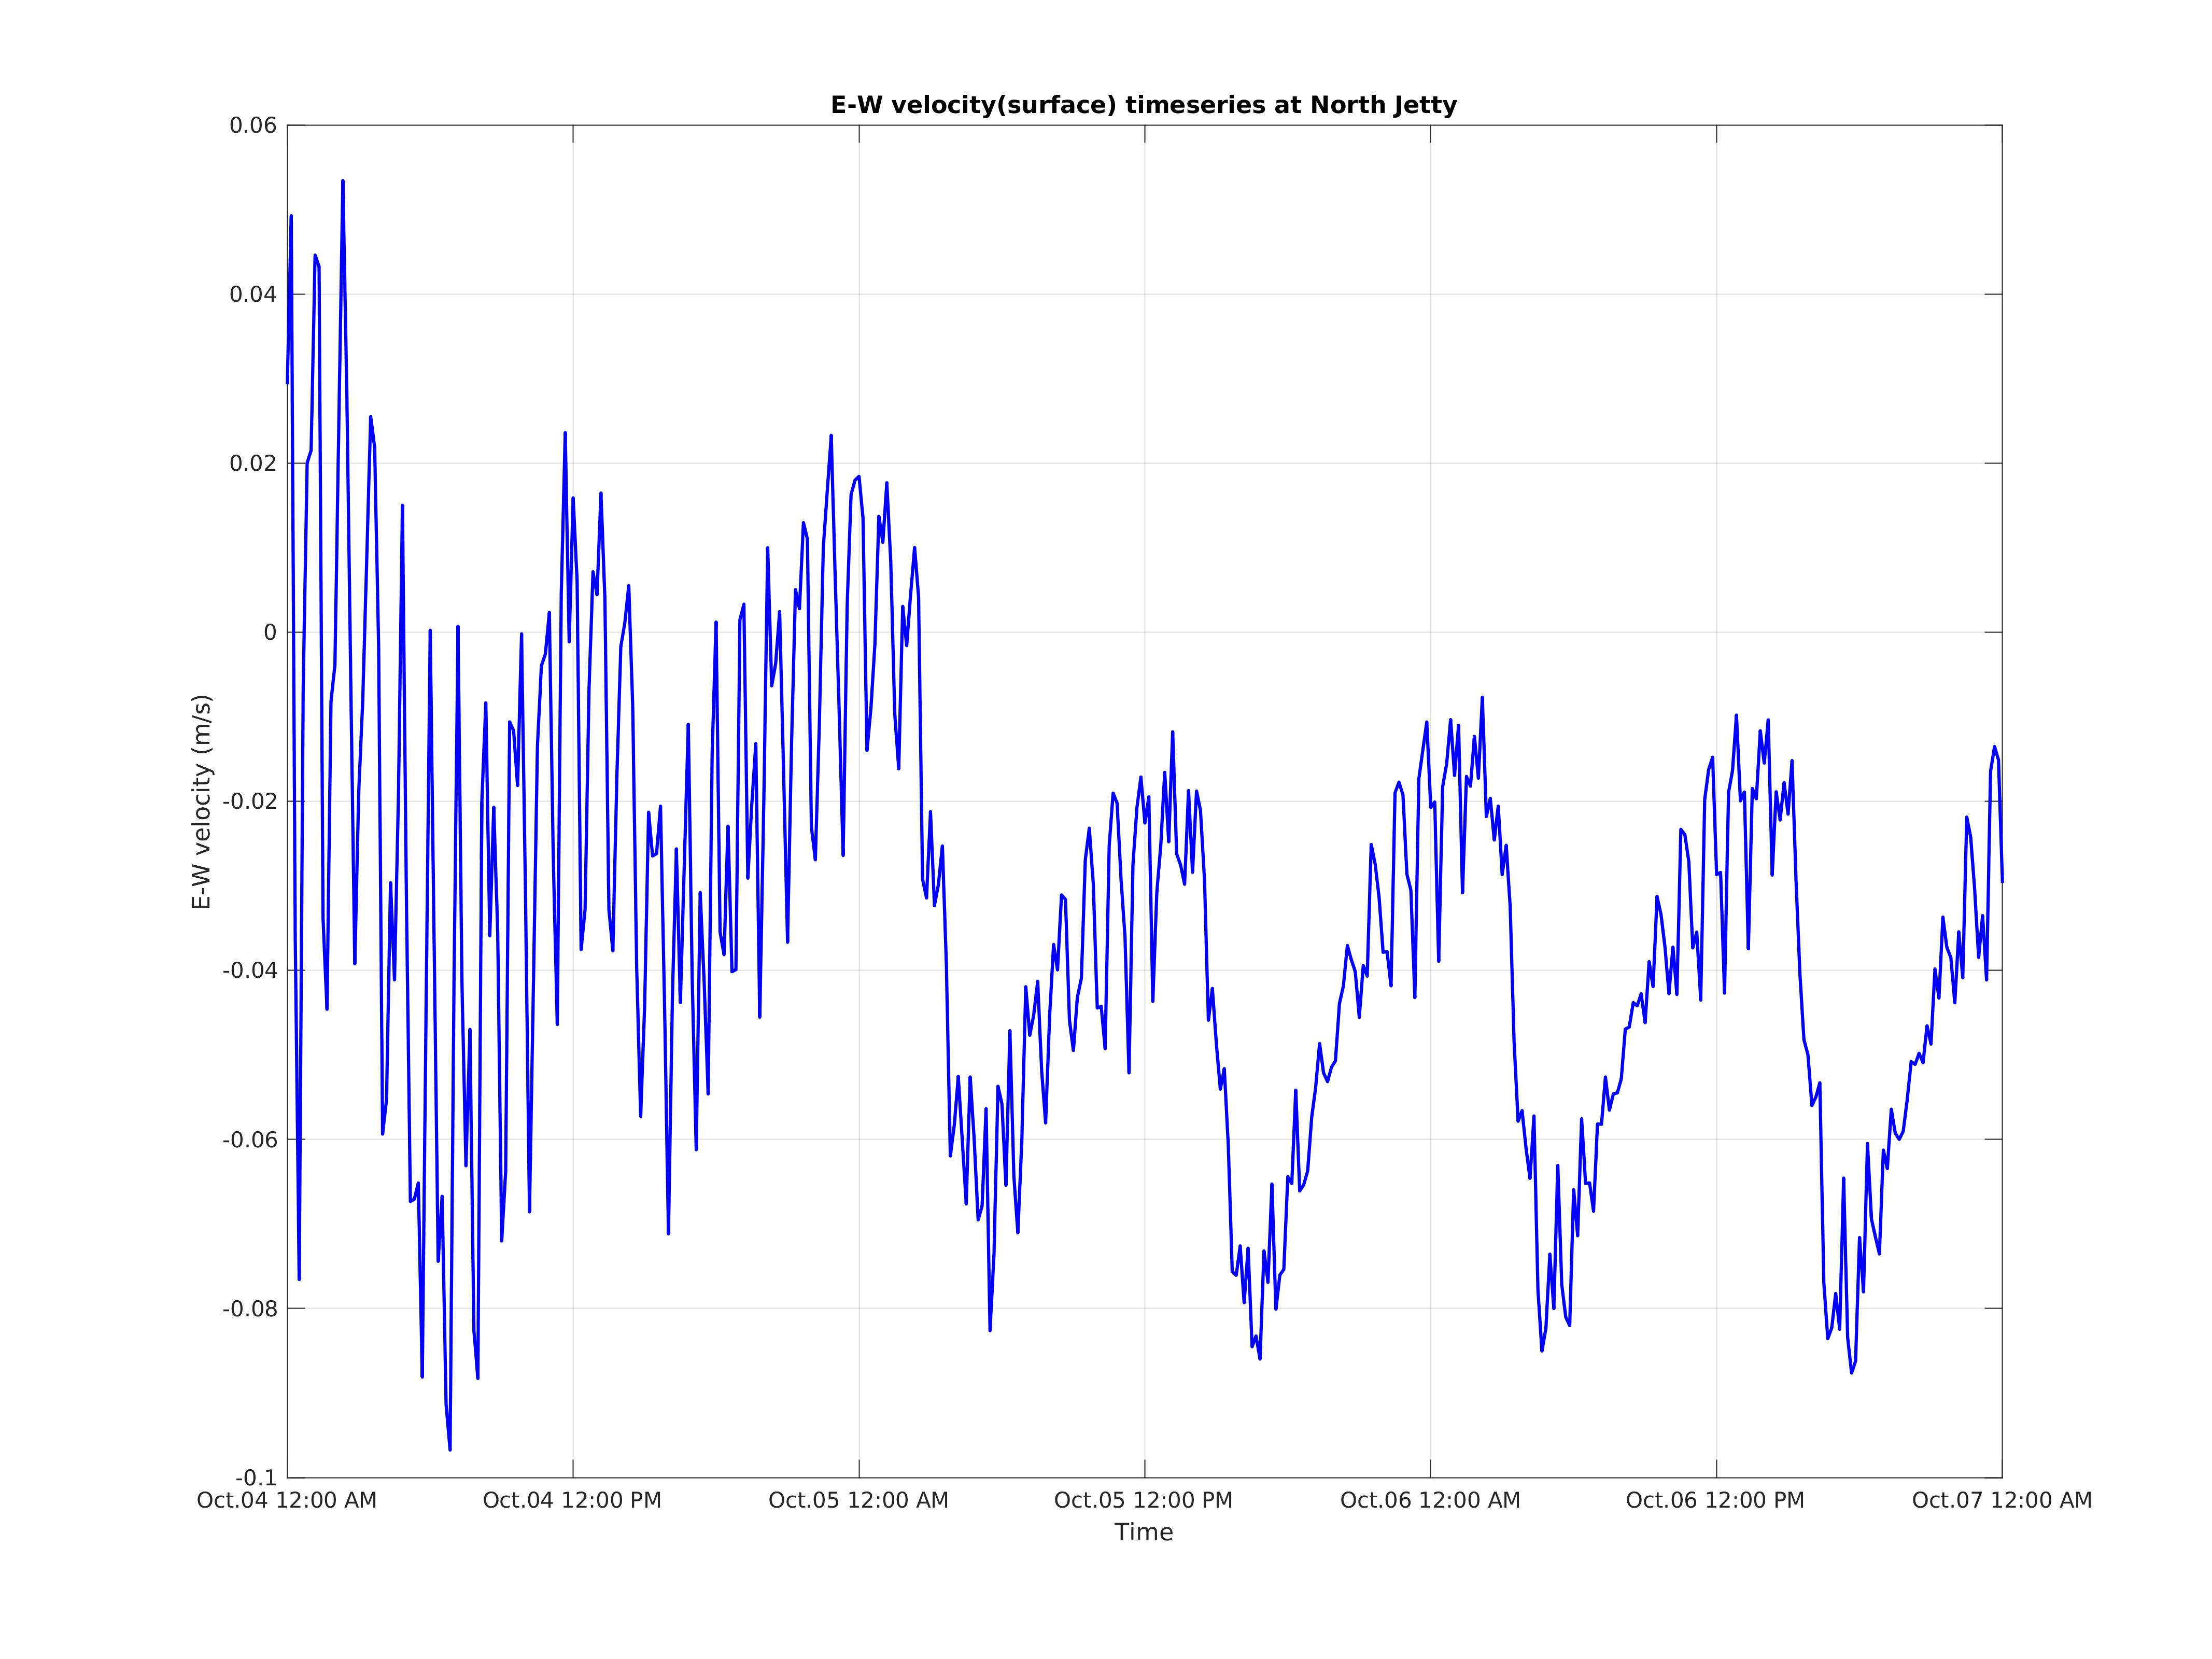 E-W velocity(surface) timeseries at North Jetty
0.06
0.04
0.02
0
-0.02
-0.04
-0.06
-0.08
-0.1
E-W velocity (m/s)
Oct.04 12:00 AM Oct.04 12:00 PM Oct.05 12:00 AM Oct.05 12:00 PM Oct.06 12:00 AM Oct.06 12:00 PM Oct.07 12:00 AM
Time